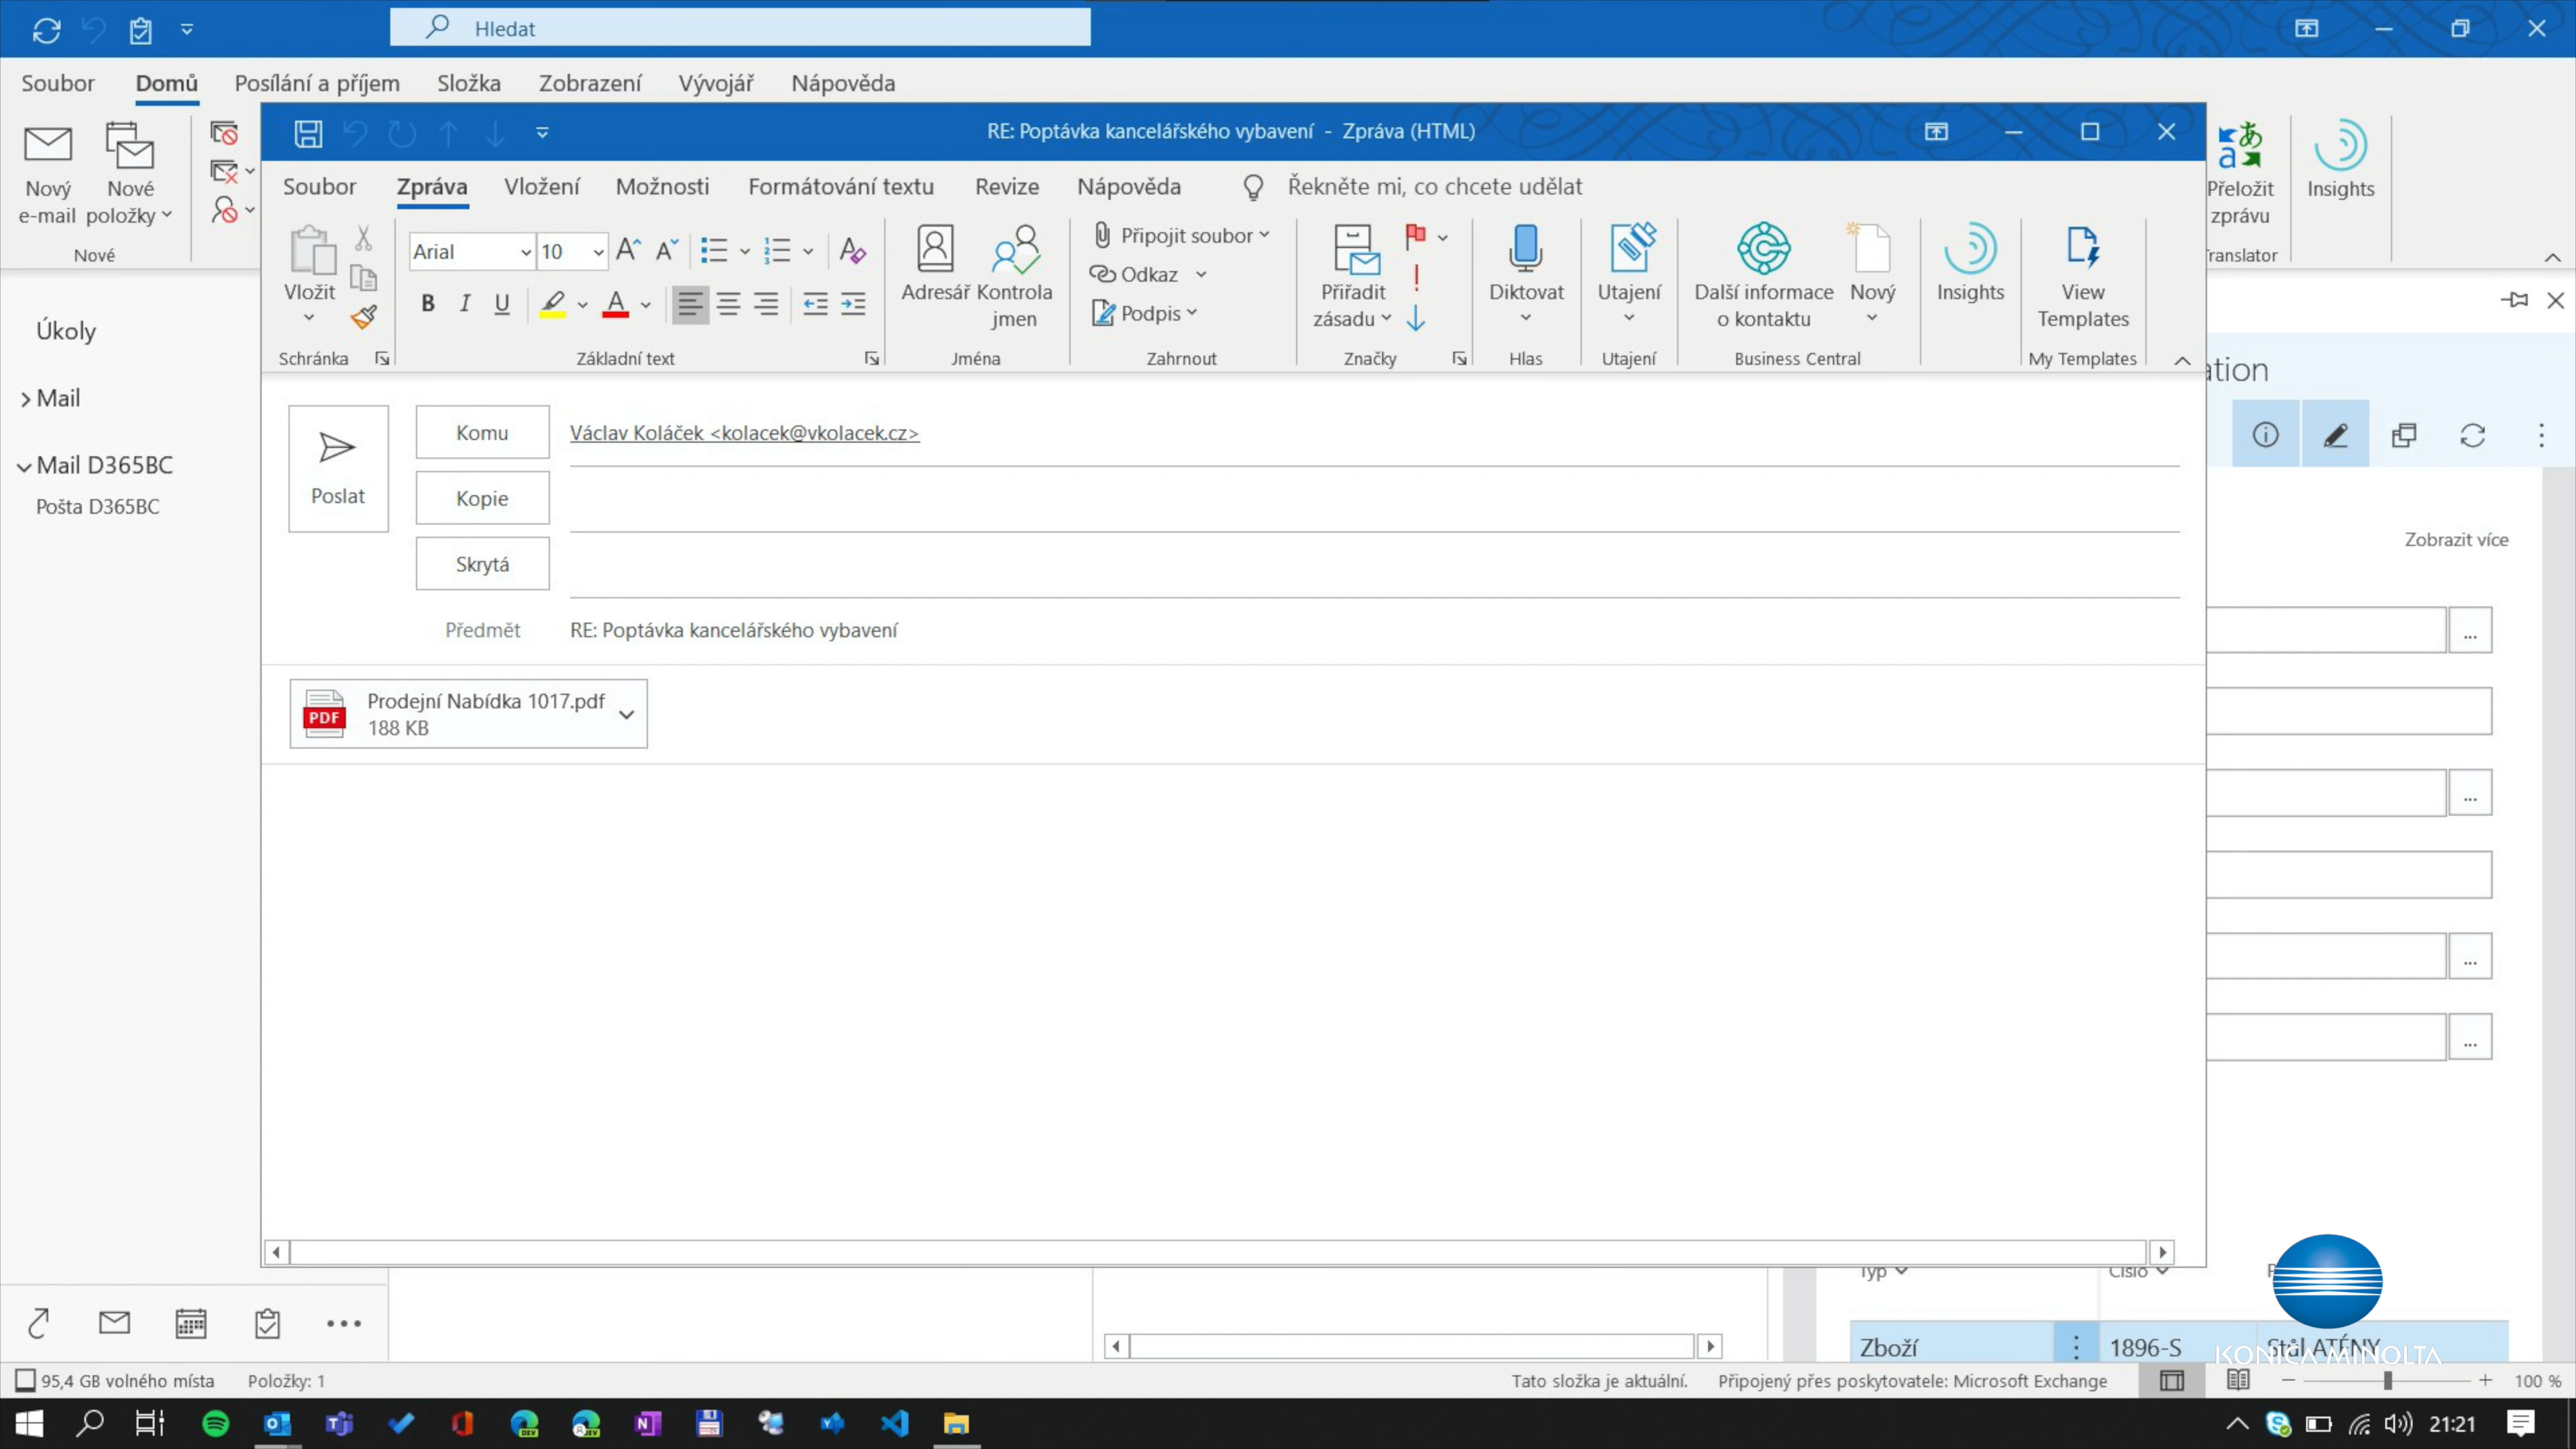 Hledat
Soubor Domů Posílání a příjem Složka Zobrazení Vývojář Nápověda
Nový e-mail
Nové položky
Nové
Přeložit zprávu
Insights
ranslator
RE: Poptávka kancelářského vybavení - Zpráva (HTML)
Soubor Zpráva Vložení Možnosti Formátování textu Revize Nápověda Řekněte mi, co chcete udělat
Vložit
Schránka
Arial 10
B I U A
Základní text
Adresář
Kontrola jmen
Jména
Připojit soubor
Odkaz
Podpis
Zahrnout
Přiřadit zásadu
Značky
Diktovat
Hlas
Utajení
Utajení
Další informace o kontaktu
Nový
Business Central
Insights
View Templates
My Templates
Úkoly
Mail
Mail D365BC
Pošta D365BC
Poslat
Komu Václav Koláček <kolacek@vkolacek.cz>
Kopie
Skrytá
Předmět RE: Poptávka kancelářského vybavení
PDF
Prodejní Nabídka 1017.pdf
188 KB
ation
Zobrazit více
...
...
...
...
Typ Číslo
Zboží 1896-S Stůl ATÉNY
KONICA MINOLTA
95,4 GB volného místa Položky: 1 Tato složka je aktuální. Připojený přes poskytovatele: Microsoft Exchange 100 %
21:21